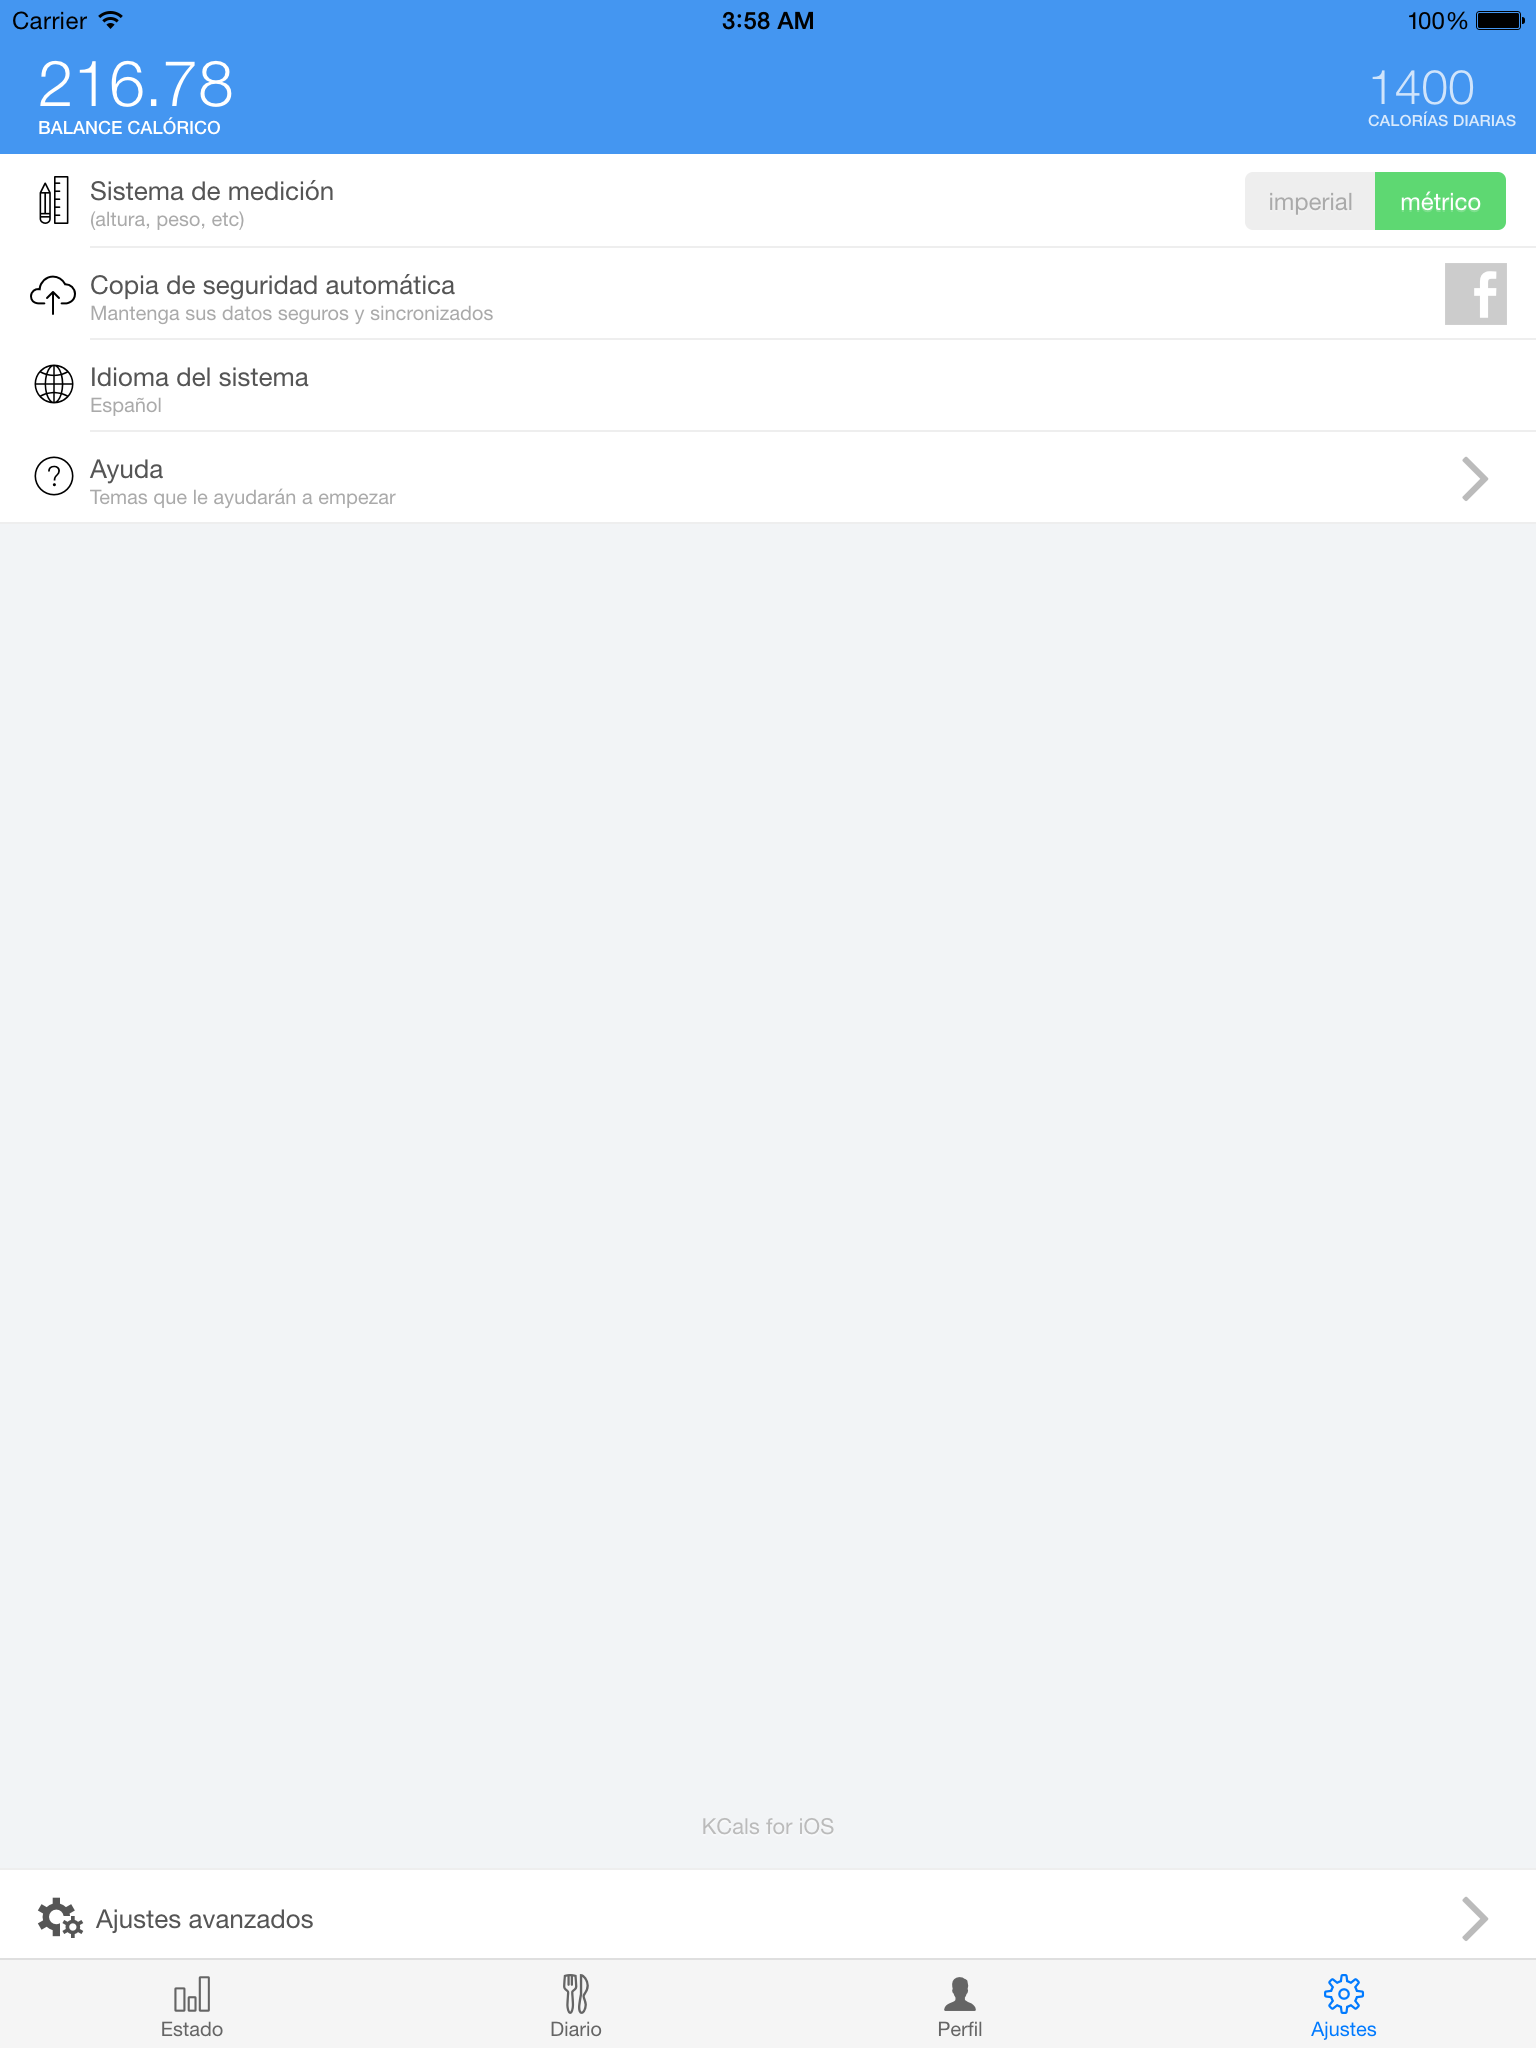 Carrier
3:58 AM
100%
216.78
BALANCE CALÓRICO
1400
CALORÍAS DIARIAS
Sistema de medición
(altura, peso, etc)
imperial
métrico
Copia de seguridad automática
Mantenga sus datos seguros y sincronizados
f
Idioma del sistema
Español
?
Ayuda
Temas que le ayudarán a empezar
KCals for iOS
Ajustes avanzados
Estado
Diario
Perfil
Ajustes